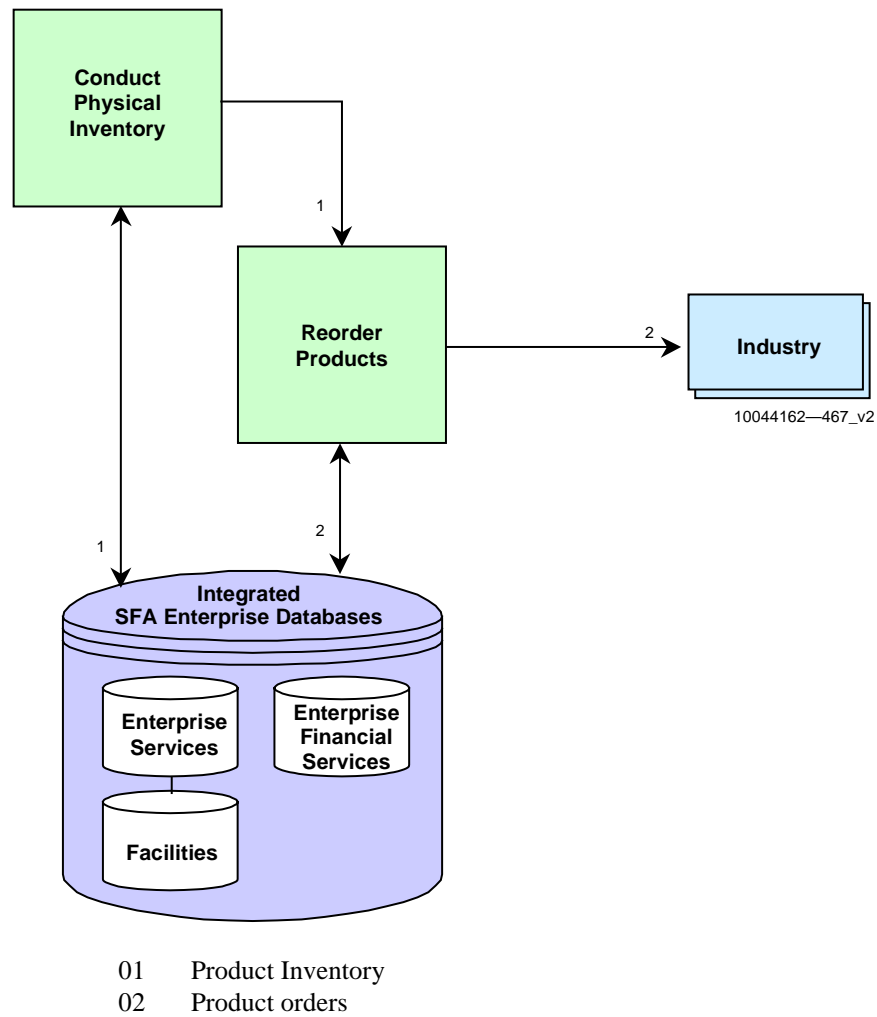 Conduct
Physical
Inventory
1
Reorder
Products
2
Industry
10044162—467_v2
1
2
Integrated
SFA Enterprise Databases
Enterprise
Services
Enterprise
Financial
Services
Facilities
01 Product Inventory
02 Product orders